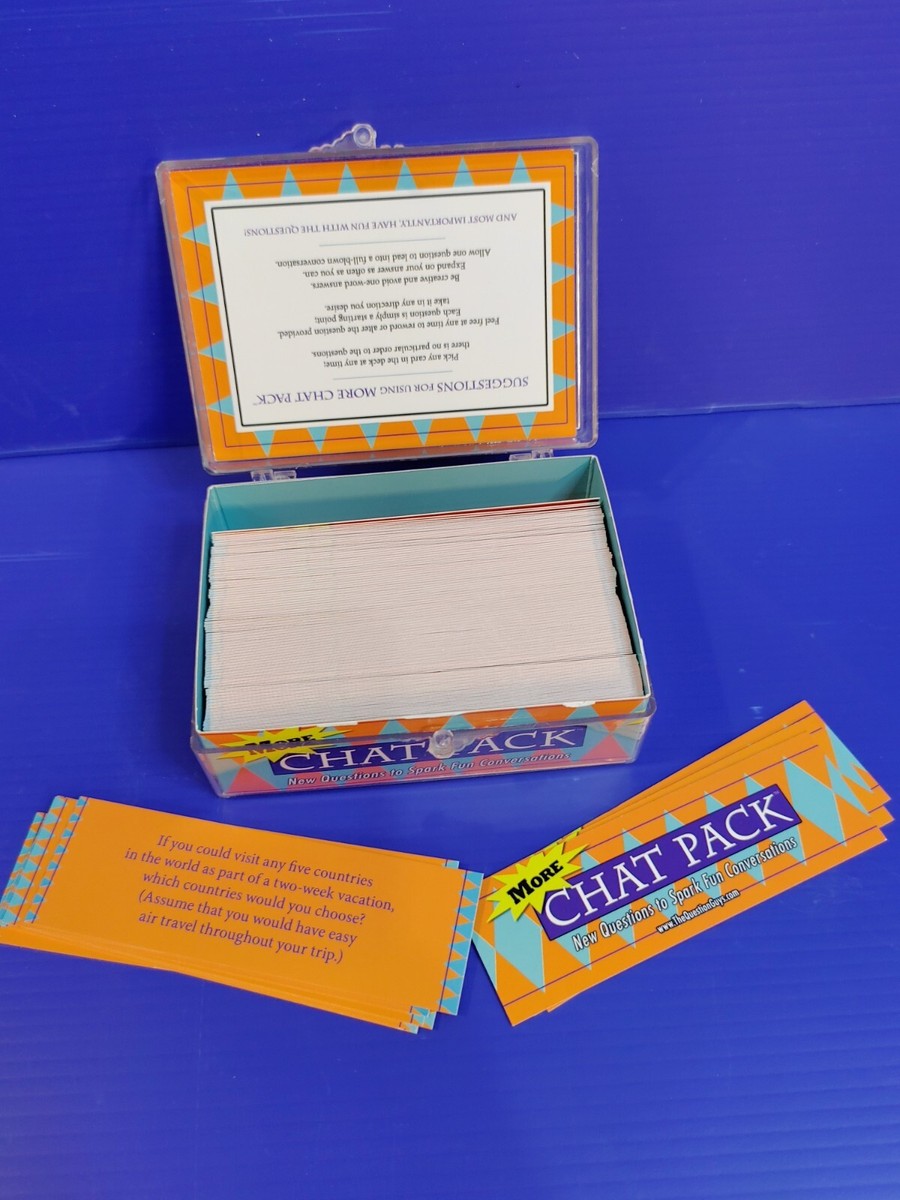 SUGGESTIONS FOR USING MORE CHAT PACK™
Pick any card in the deck at any time;
there is no particular order to the questions.
Feel free at any time to reword or alter the question provided.
Each question is simply a starting point;
take it in any direction you desire.
Be creative and avoid one-word answers.
Expand on your answer as often as you can.
Allow one question to lead to a full-blown conversation.
AND MOST IMPORTANTLY, HAVE FUN WITH THE QUESTIONS!
MORE
CHAT PACK
New Questions to Spark Fun Conversations
If you could visit any five countries
in the world as part of a two-week vacation,
which countries would you choose?
(Assume that you would have easy
air travel throughout your trip.)
MORE
CHAT PACK™
New Questions to Spark Fun Conversations
www.TheQuestionGuys.com